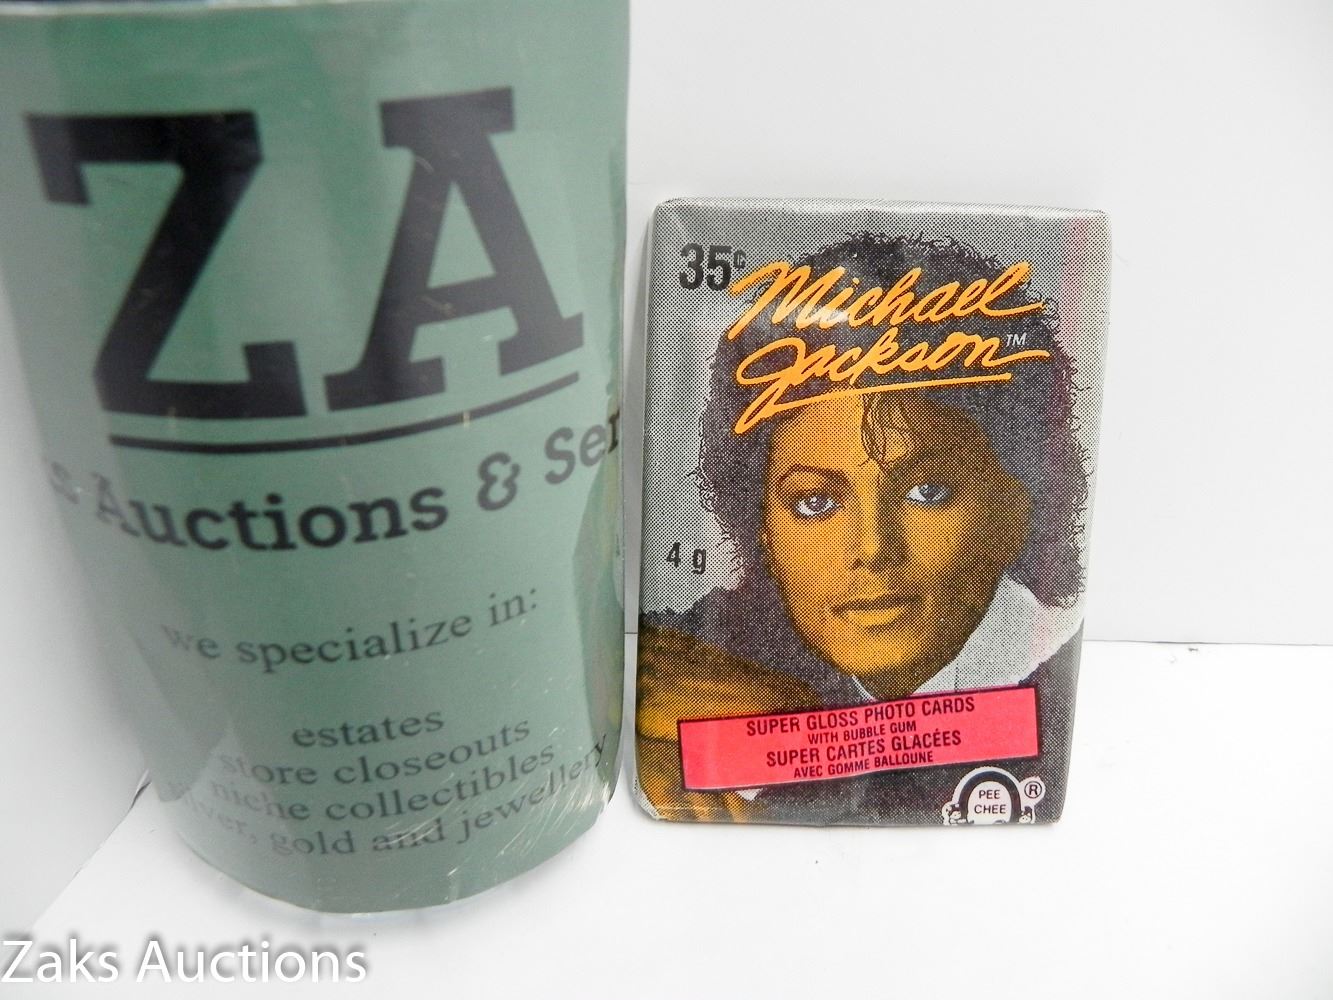 ZA
Auctions & Ser
we specialize in:
estates
store closeouts
niche collectibles
silver, gold and jewellery
35¢
Michael
Jackson™
4 g
SUPER GLOSS PHOTO CARDS
WITH BUBBLE GUM
SUPER CARTES GLACÉES
AVEC GOMME BALLOUNE
PEE
CHEE
®
Zaks Auctions